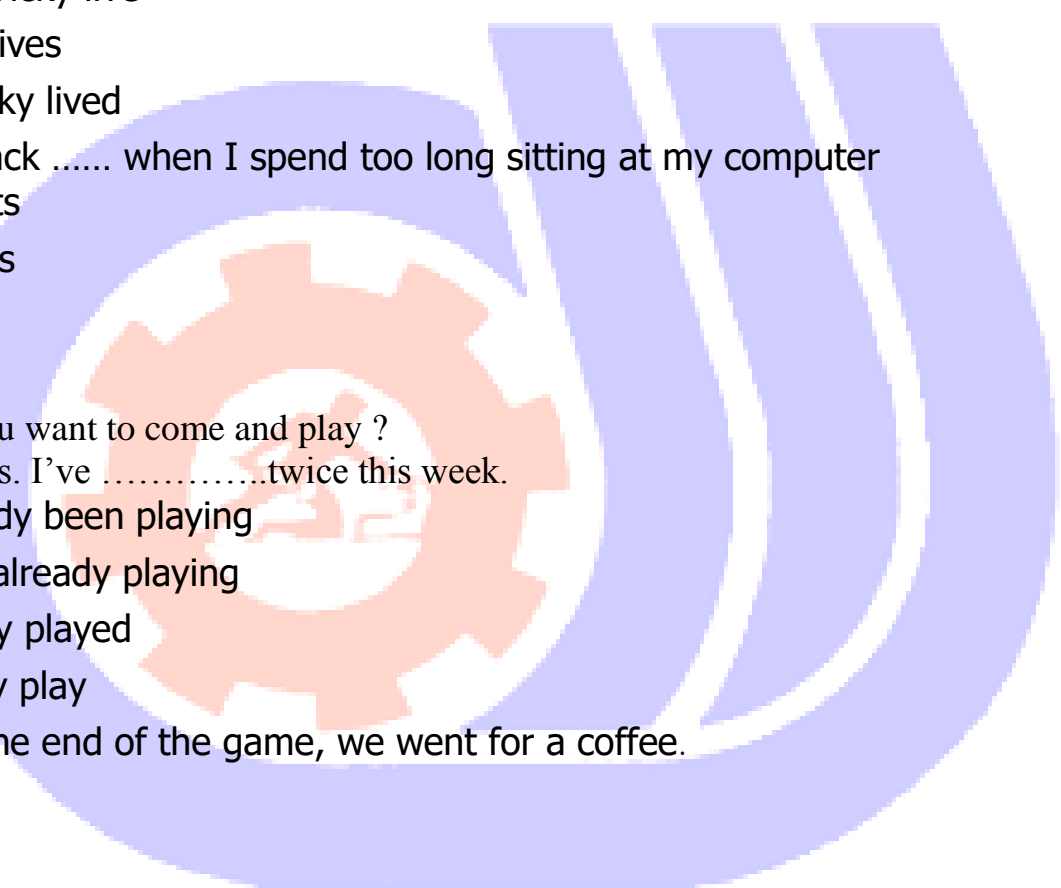 ives
ky lived
ck ...... when I spend too long sitting at my computer
ts
s
u want to come and play ?
s. I've …………..twice this week.
dy been playing
already playing
y played
y play
he end of the game, we went for a coffee.